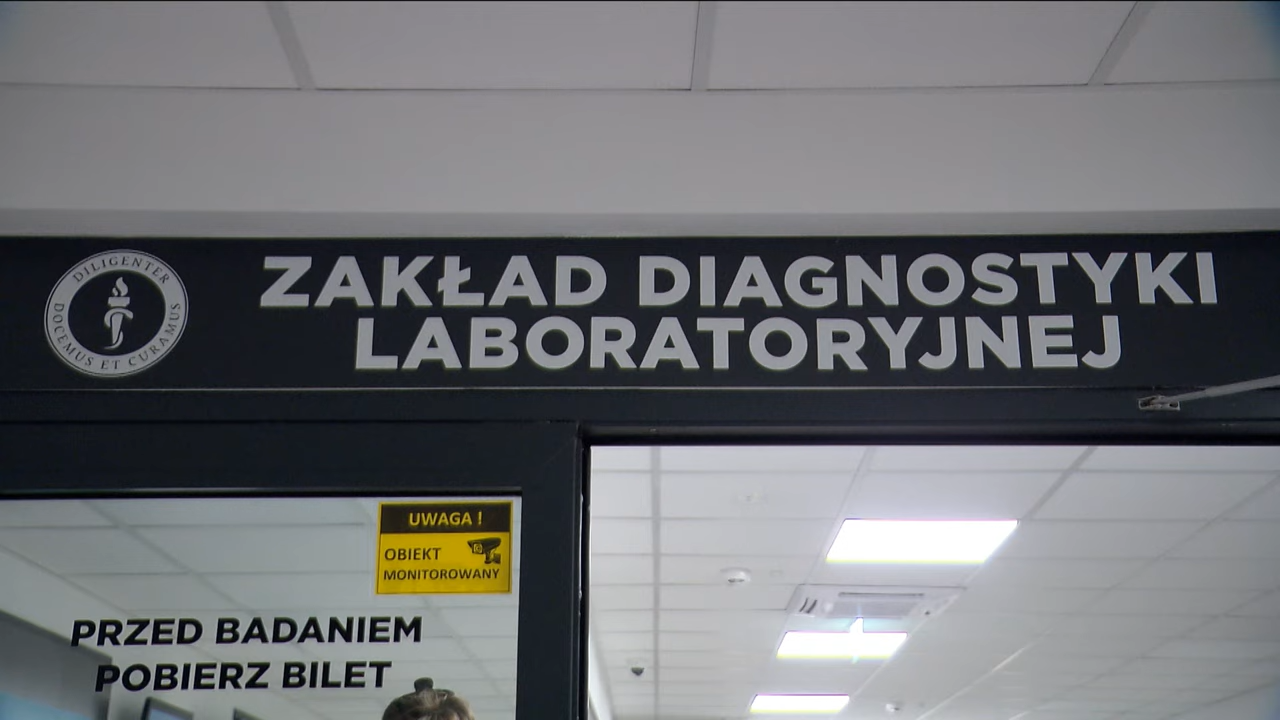 DILIGENTER
DOCEMUS ET CURAMUS
ZAKŁAD DIAGNOSTYKI
LABORATORYJNEJ
UWAGA !
OBIEKT
MONITOROWANY
PRZED BADANIEM
POBIERZ BILET